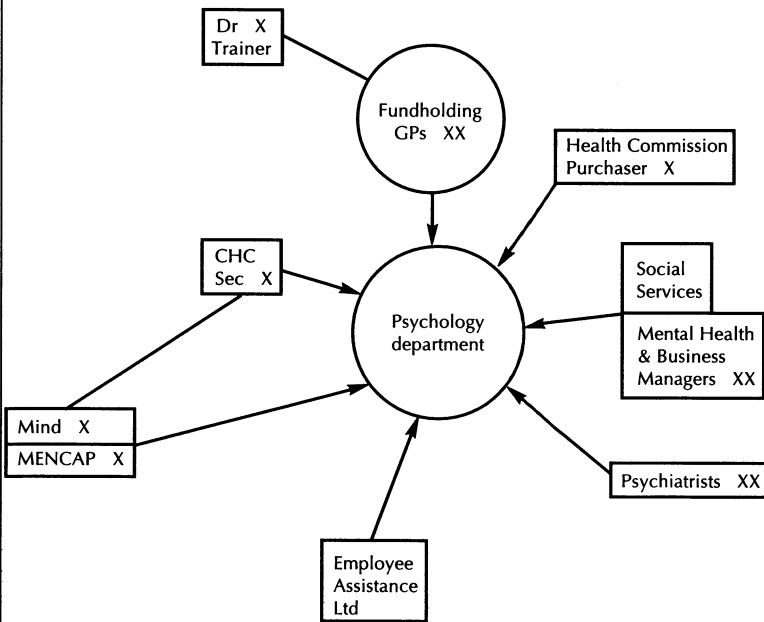 Dr X
Trainer
Fundholding
GPs XX
Health Commission
Purchaser X
CHC
Sec X
Social
Services
Psychology
department
Mental Health
& Business
Managers XX
Mind X
MENCAP X
Psychiatrists XX
Employee
Assistance
Ltd